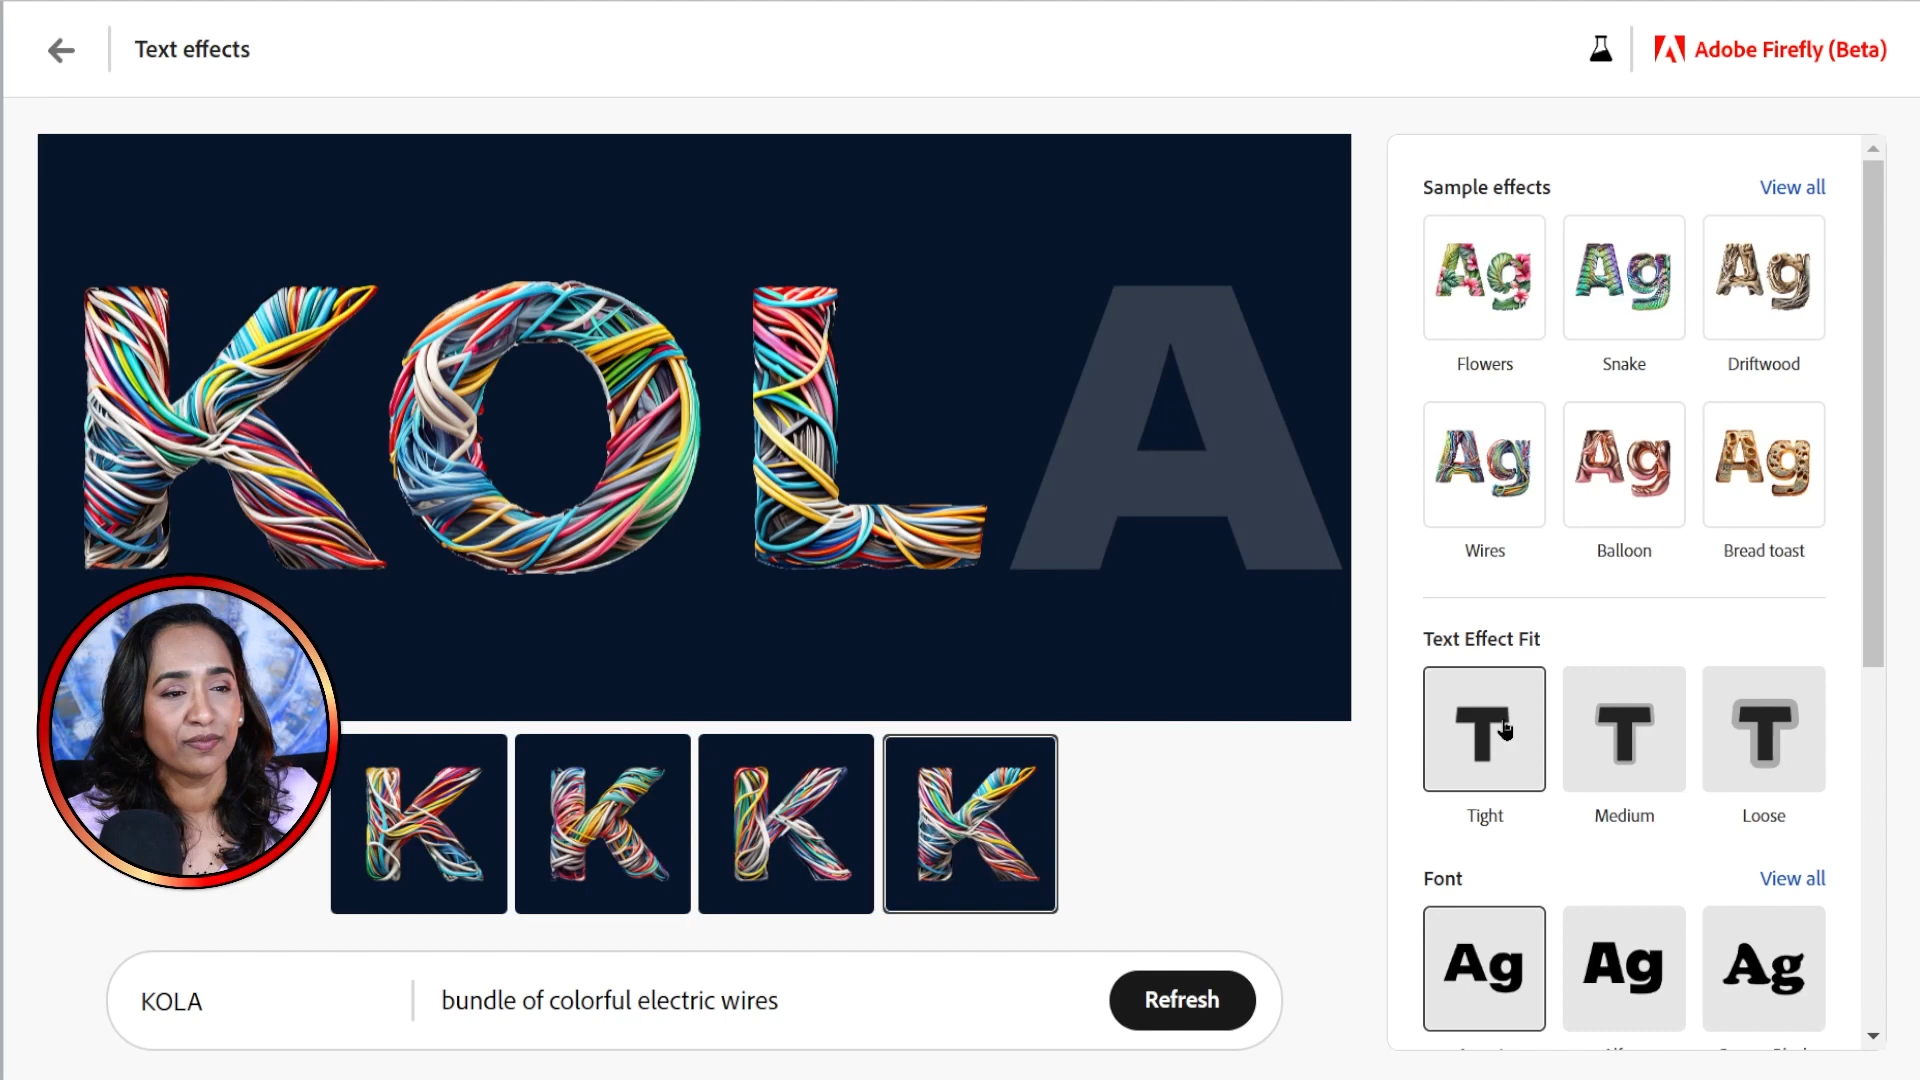 Text effects
Adobe Firefly (Beta)
KOLA
Sample effects View all
Ag Ag Ag
Flowers Snake Driftwood
Ag Ag Ag
Wires Balloon Bread toast
Text Effect Fit
T T T
Tight Medium Loose
K K K K
Font View all
Ag Ag Ag
KOLA bundle of colorful electric wires Refresh